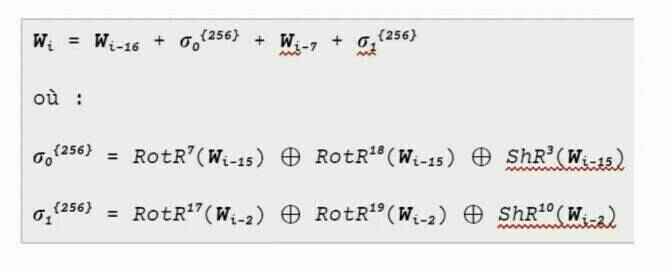 Wᵢ = Wᵢ₋₁₆ + σ₀^{256} + Wᵢ₋₇ + σ₁^{256}
où :
σ₀^{256} = RotR⁷(Wᵢ₋₁₅) ⊕ RotR¹⁸(Wᵢ₋₁₅) ⊕ ShR³(Wᵢ₋₁₅)
σ₁^{256} = RotR¹⁷(Wᵢ₋₂) ⊕ RotR¹⁹(Wᵢ₋₂) ⊕ ShR¹⁰(Wᵢ₋₂)